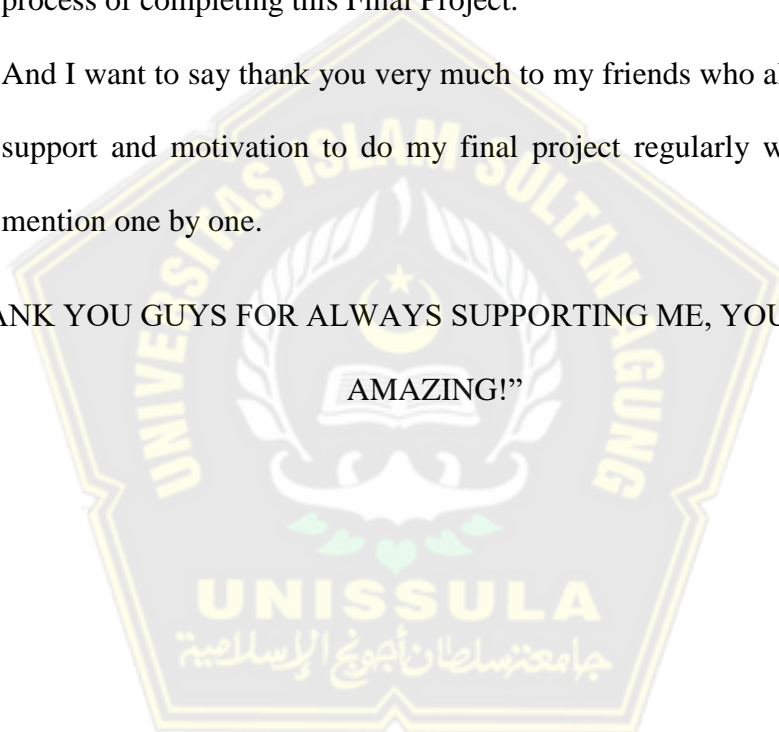 process of completing this Final Project.
And I want to say thank you very much to my friends who
support and motivation to do my final project regularly
mention one by one.
YOU GUYS FOR ALWAYS SUPPORTING ME, YOU
AMAZING!”
UNIVERSITAS ISLAM SULTAN AGUNG
UNISSULA
جامعة سلطان أجونج الإسلامية